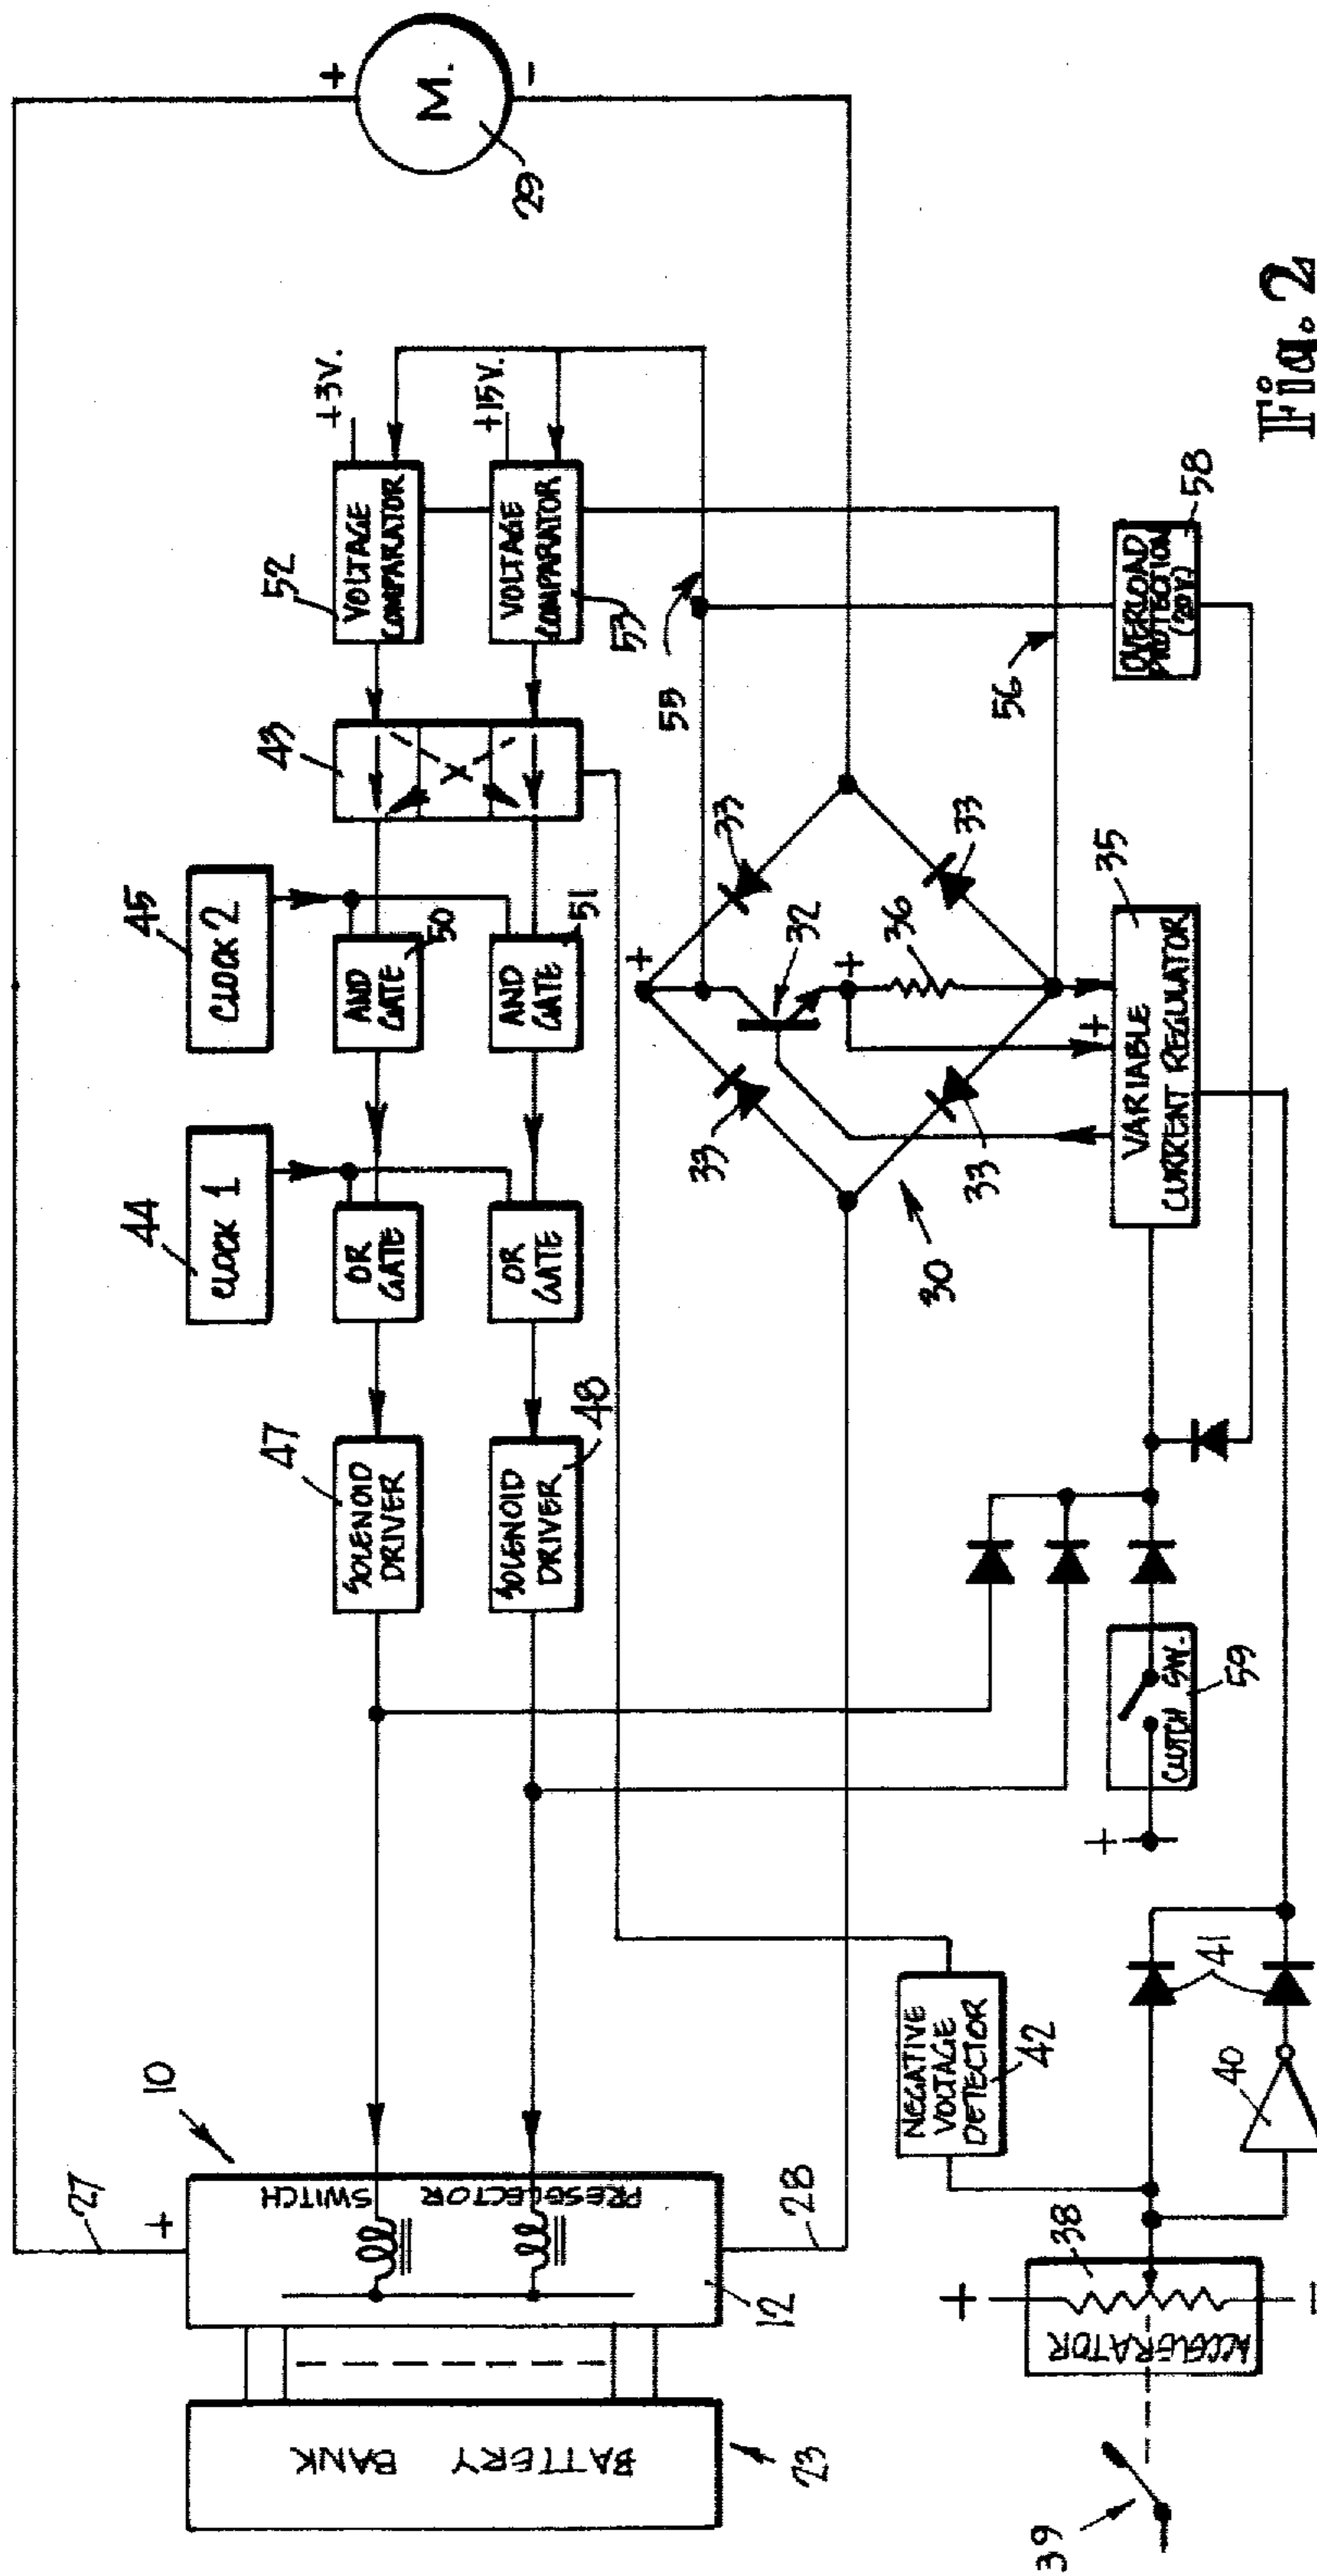 27
+
10
12
28
BATTERY BANK
23
PRESELECTOR SWITCH
47
SOLENOID
DRIVER
SOLENOID
DRIVER
48
44
CLOCK 1
OR
GATE
OR
GATE
45
CLOCK 2
AND
GATE
50
AND
GATE
51
43
52
VOLTAGE
COMPARATOR
+3V.
VOLTAGE
COMPARATOR
53
+15V.
+
M.
-
29
55
56
30
33
33
33
33
+
32
+
36
35
VARIABLE
CURRENT REGULATOR
+
OVERLOAD
PROTECTION
(20V.)
58
NEGATIVE
VOLTAGE
DETECTOR
42
+
CLUTCH SW.
59
41
40
38
+
-
ACCELERATOR
39
Fig. 2